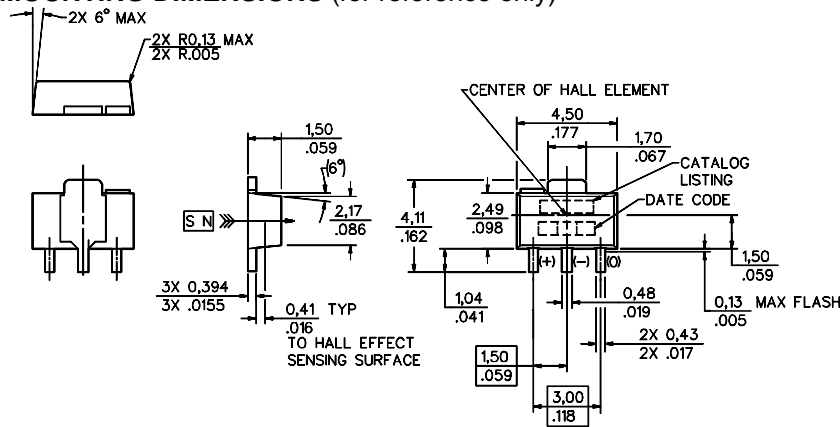 MOUNTING DIMENSIONS (for reference only)
2X 6° MAX
2X R0,13 MAX
2X R.005
CENTER OF HALL ELEMENT
4,50
.177
1,50
.059
1,70
.067
(6°)
CATALOG
LISTING
DATE CODE
S N
2,17
.086
4,11
.162
2,49
.098
(+) (-) (O)
1,50
.059
3X 0,394
3X .0155
0,41 TYP
.016
TO HALL EFFECT
SENSING SURFACE
1,04
.041
0,48
.019
0,13 MAX FLASH
.005
2X 0,43
2X .017
1,50
.059
3,00
.118